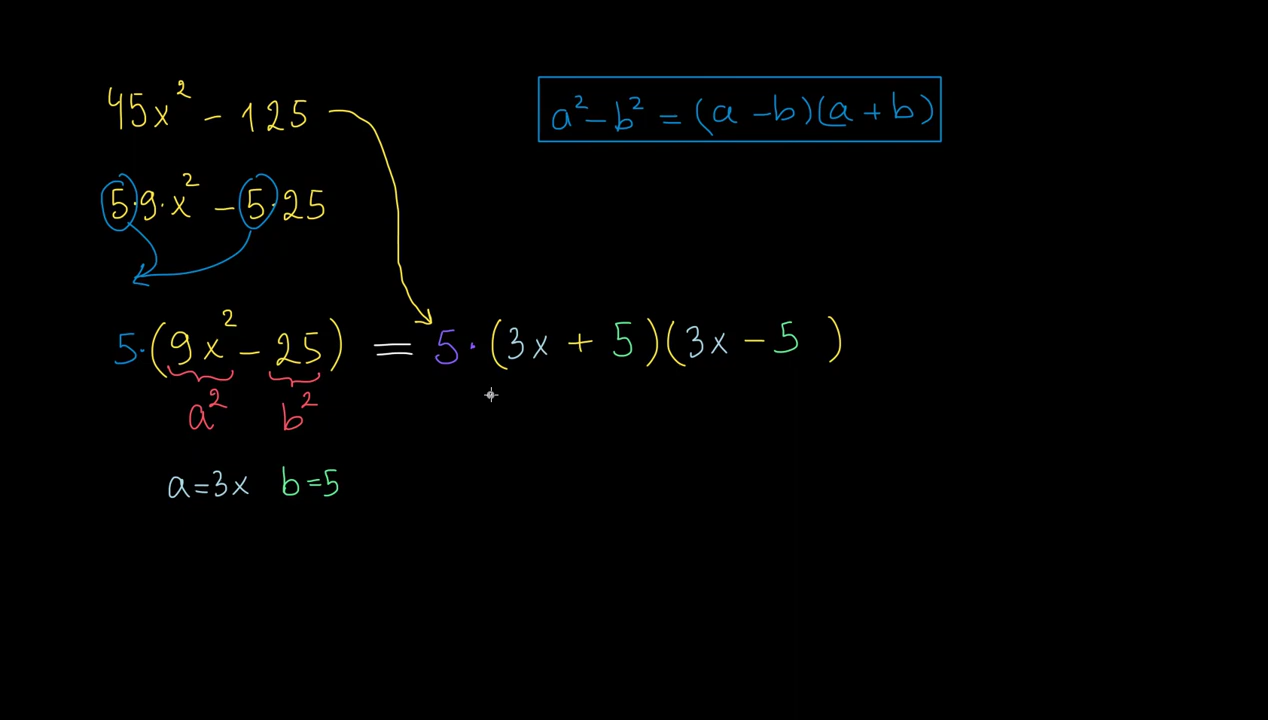 45x² - 125
a² - b² = (a - b)(a + b)
5·9·x² - 5·25
5·(9x² - 25) = 5·(3x + 5)(3x - 5)
a² b²
a=3x b=5